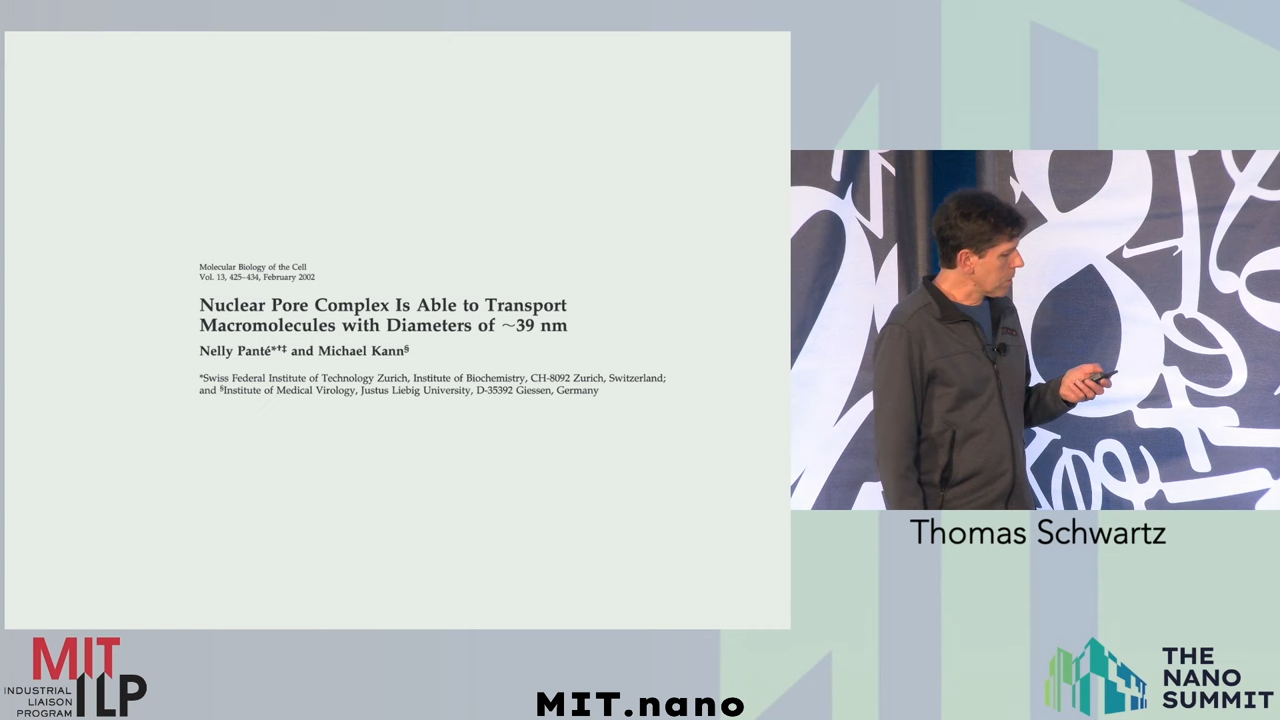 Molecular Biology of the Cell
Vol. 13, 425–434, February 2002
Nuclear Pore Complex Is Able to Transport
Macromolecules with Diameters of ∼39 nm
Nelly Panté*†‡ and Michael Kann§
*Swiss Federal Institute of Technology Zurich, Institute of Biochemistry, CH-8092 Zurich, Switzerland;
and §Institute of Medical Virology, Justus Liebig University, D-35392 Giessen, Germany
Thomas Schwartz
MIT
ILP
INDUSTRIAL
LIAISON
PROGRAM
MIT.nano
THE
NANO
SUMMIT